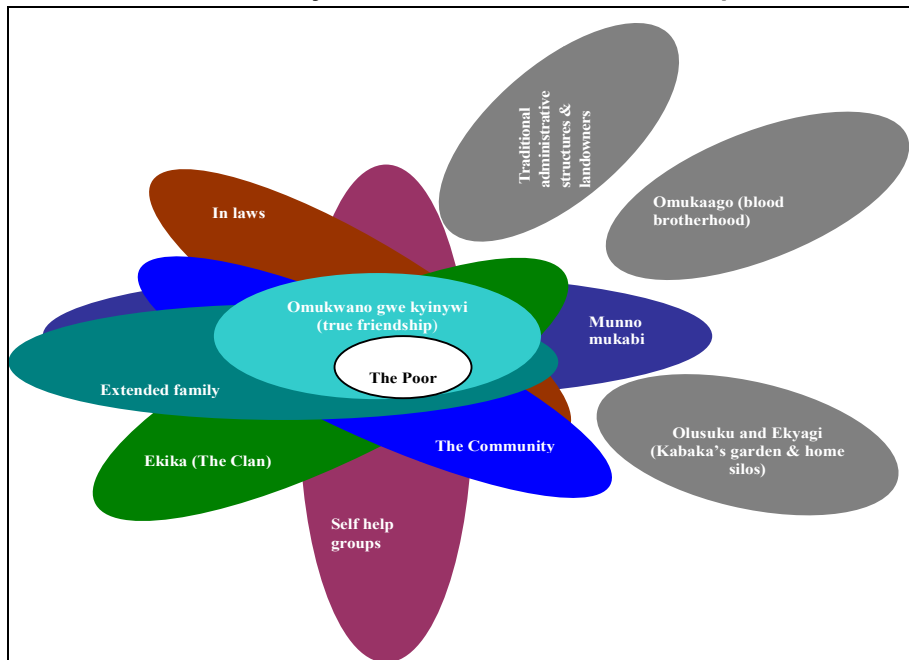 Traditional
administrative
structures &
landowners
Omukaago (blood
brotherhood)
In laws
Omukwano gwe kyinywi
(true friendship)
Munno
mukabi
The Poor
Extended family
Olusuku and Ekyagi
(Kabaka’s garden & home
silos)
The Community
Ekika (The Clan)
Self help
groups